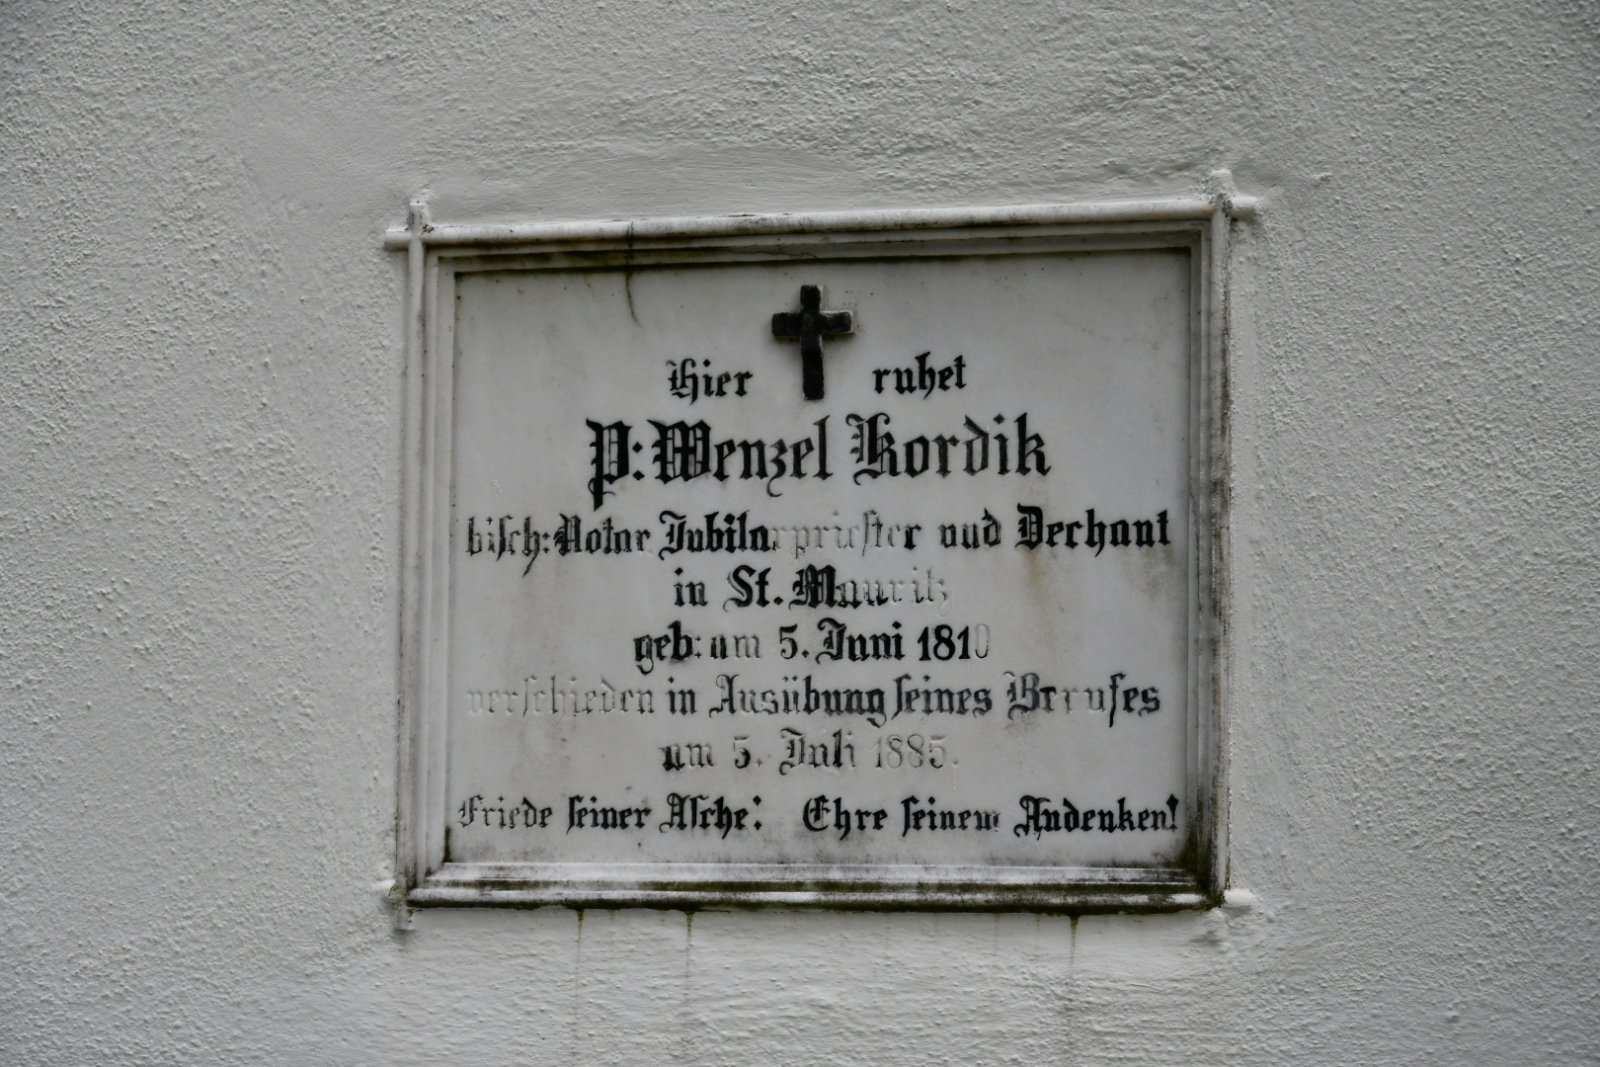 Hier ruhet
P: Wenzel Kordik
bisch: Notar Jubilarpriester und Dechant
in St. Mauritz
geb: am 5. Juni 1810
verschieden in Ausübung seines Berufes
am 5. Juli 1885.
Friede seiner Asche! Ehre seinem Andenken!